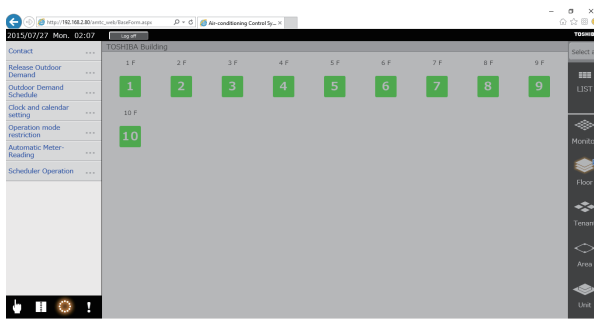 http://192.168.2.80/amtc_web/BaseForm.aspx
Air-conditioning Control Sy...
2015/07/27 Mon. 02:07
Log off
TOSHIB
Contact ---
TOSHIBA Building
Select a
Release Outdoor
Demand ---
Outdoor Demand
Schedule ---
Clock and calendar
setting ---
Operation mode
restriction ---
Automatic Meter-
Reading ---
Scheduler Operation ---
1 F 2 F 3 F 4 F 5 F 6 F 7 F 8 F 9 F
1 2 3 4 5 6 7 8 9
10 F
10
LIST
Monito
Floor
Tenan
Area
Unit